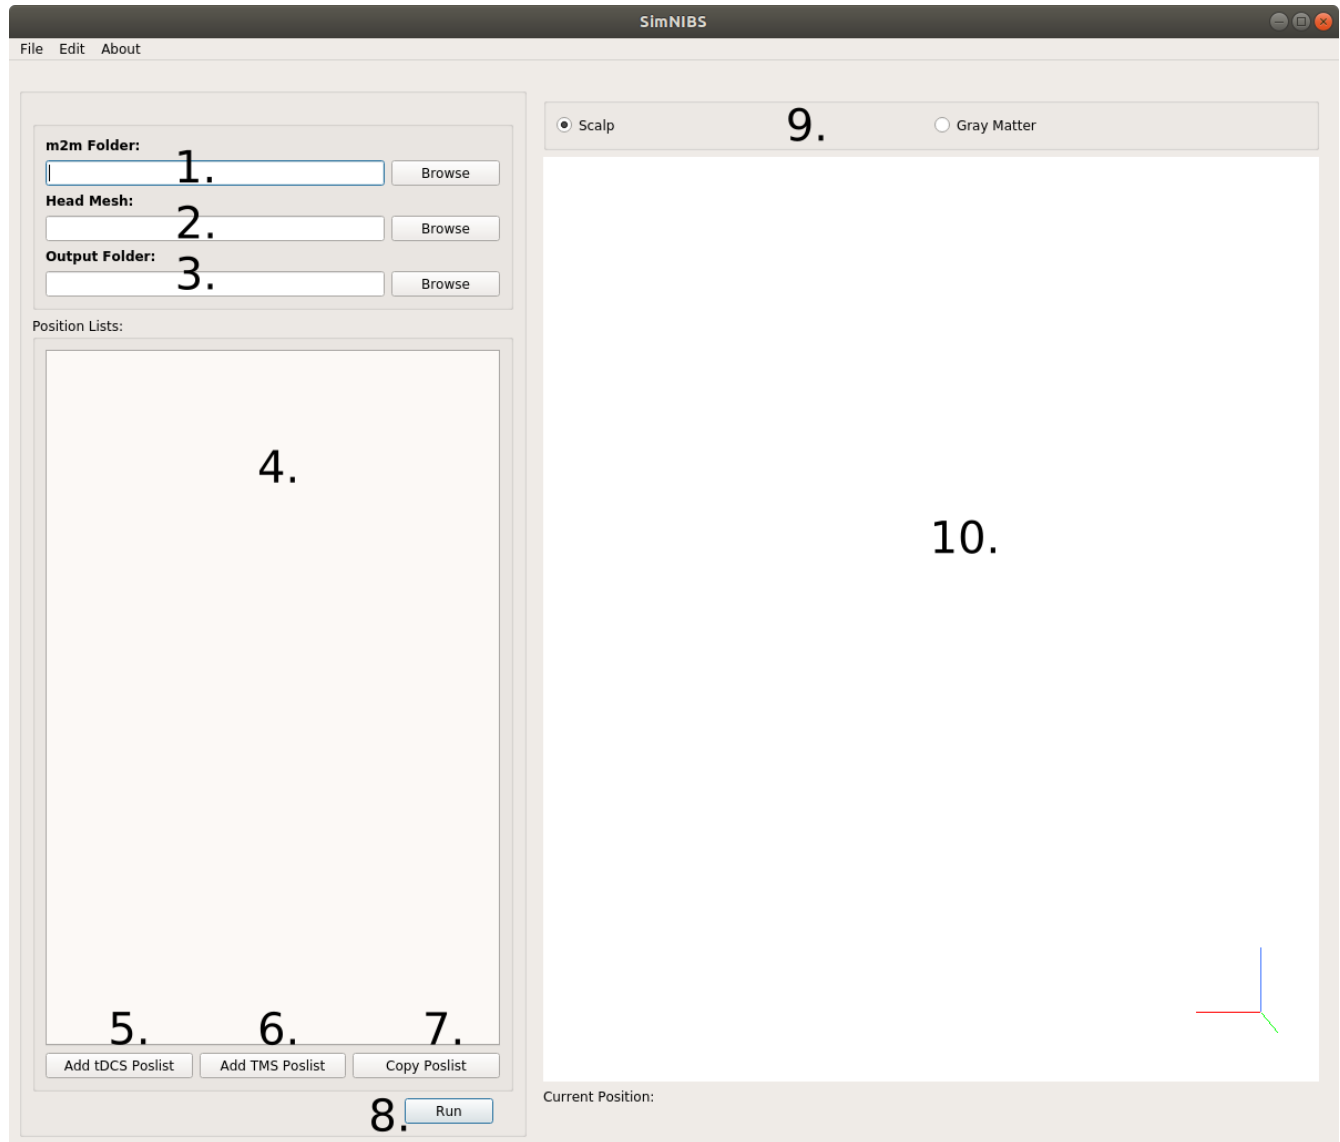 SimNIBS
File Edit About
m2m Folder:
1.
Browse
Head Mesh:
2.
Browse
Output Folder:
3.
Browse
Position Lists:
4.
5. 6. 7.
Add tDCS Poslist Add TMS Poslist Copy Poslist
8. Run
Scalp 9. Gray Matter
10.
Current Position: